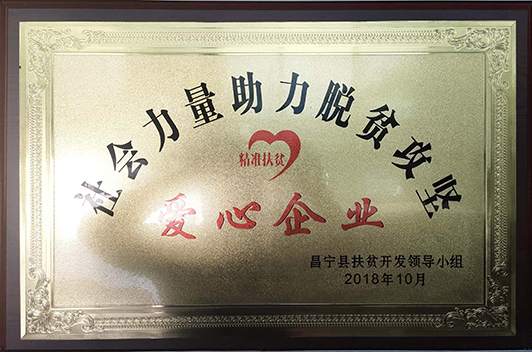 社会力量助力脱贫攻坚
精准扶贫
爱心企业
昌宁县扶贫开发领导小组
2018年10月